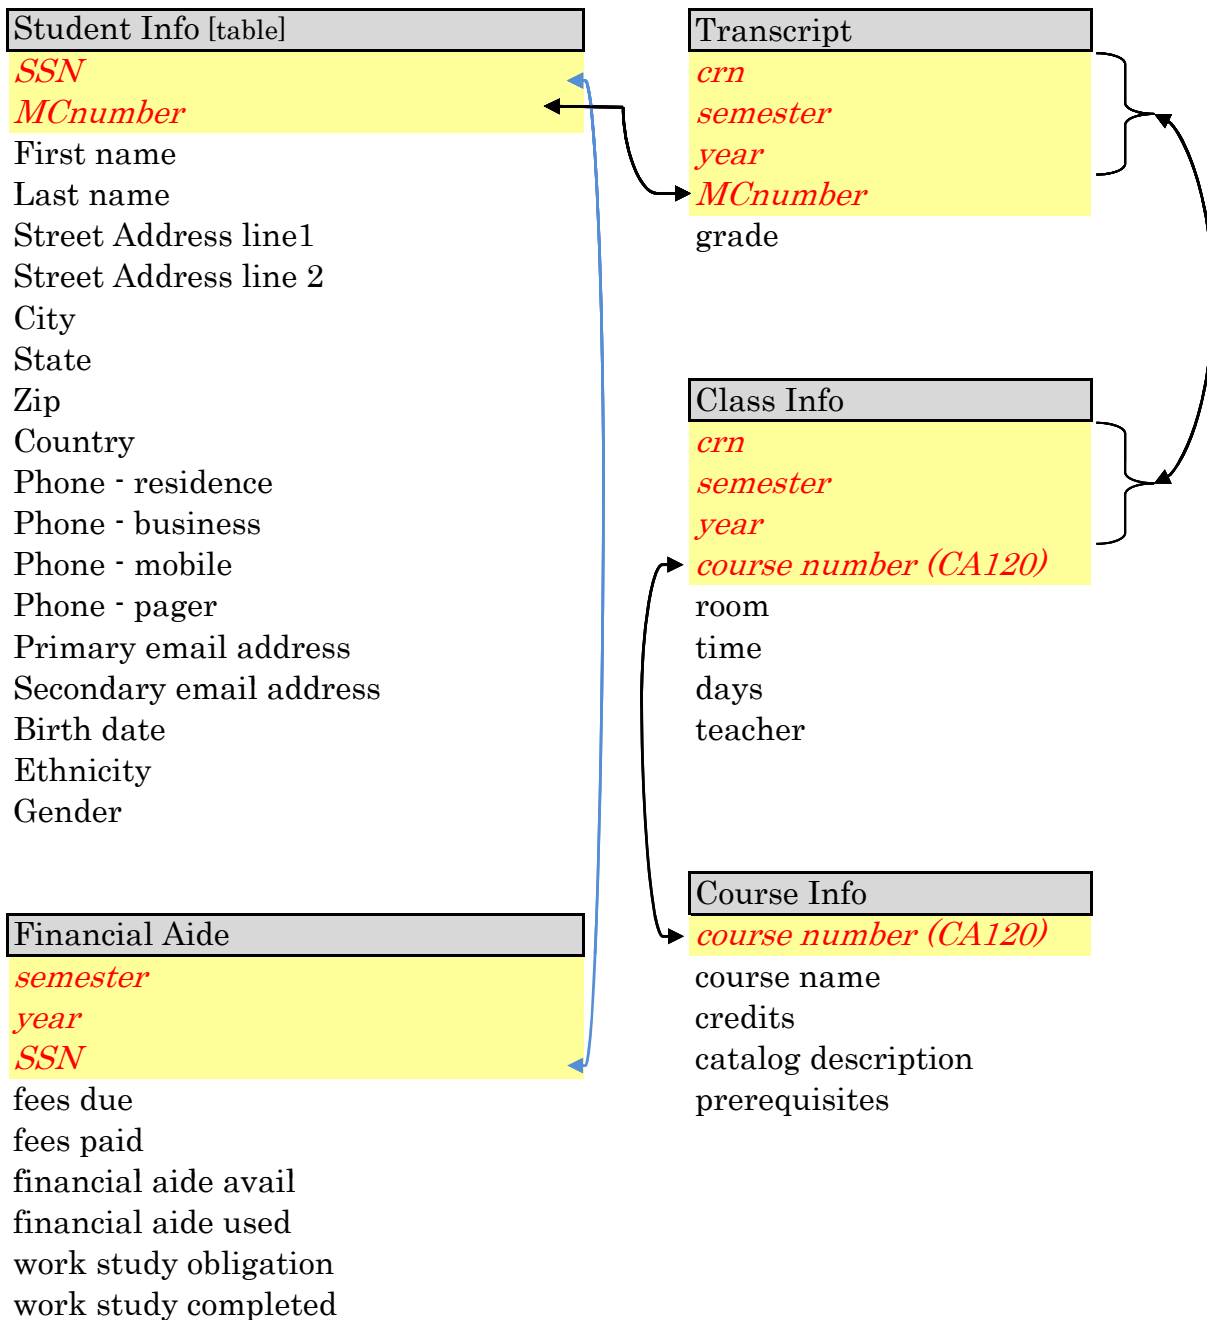 Student Info [table]
SSN
MCnumber
First name
Last name
Street Address line1
Street Address line 2
City
State
Zip
Country
Phone - residence
Phone - business
Phone - mobile
Phone - pager
Primary email address
Secondary email address
Birth date
Ethnicity
Gender
Financial Aide
semester
year
SSN
fees due
fees paid
financial aide avail
financial aide used
work study obligation
work study completed
Transcript
crn
semester
year
MCnumber
grade
Class Info
crn
semester
year
course number (CA120)
room
time
days
teacher
Course Info
course number (CA120)
course name
credits
catalog description
prerequisites